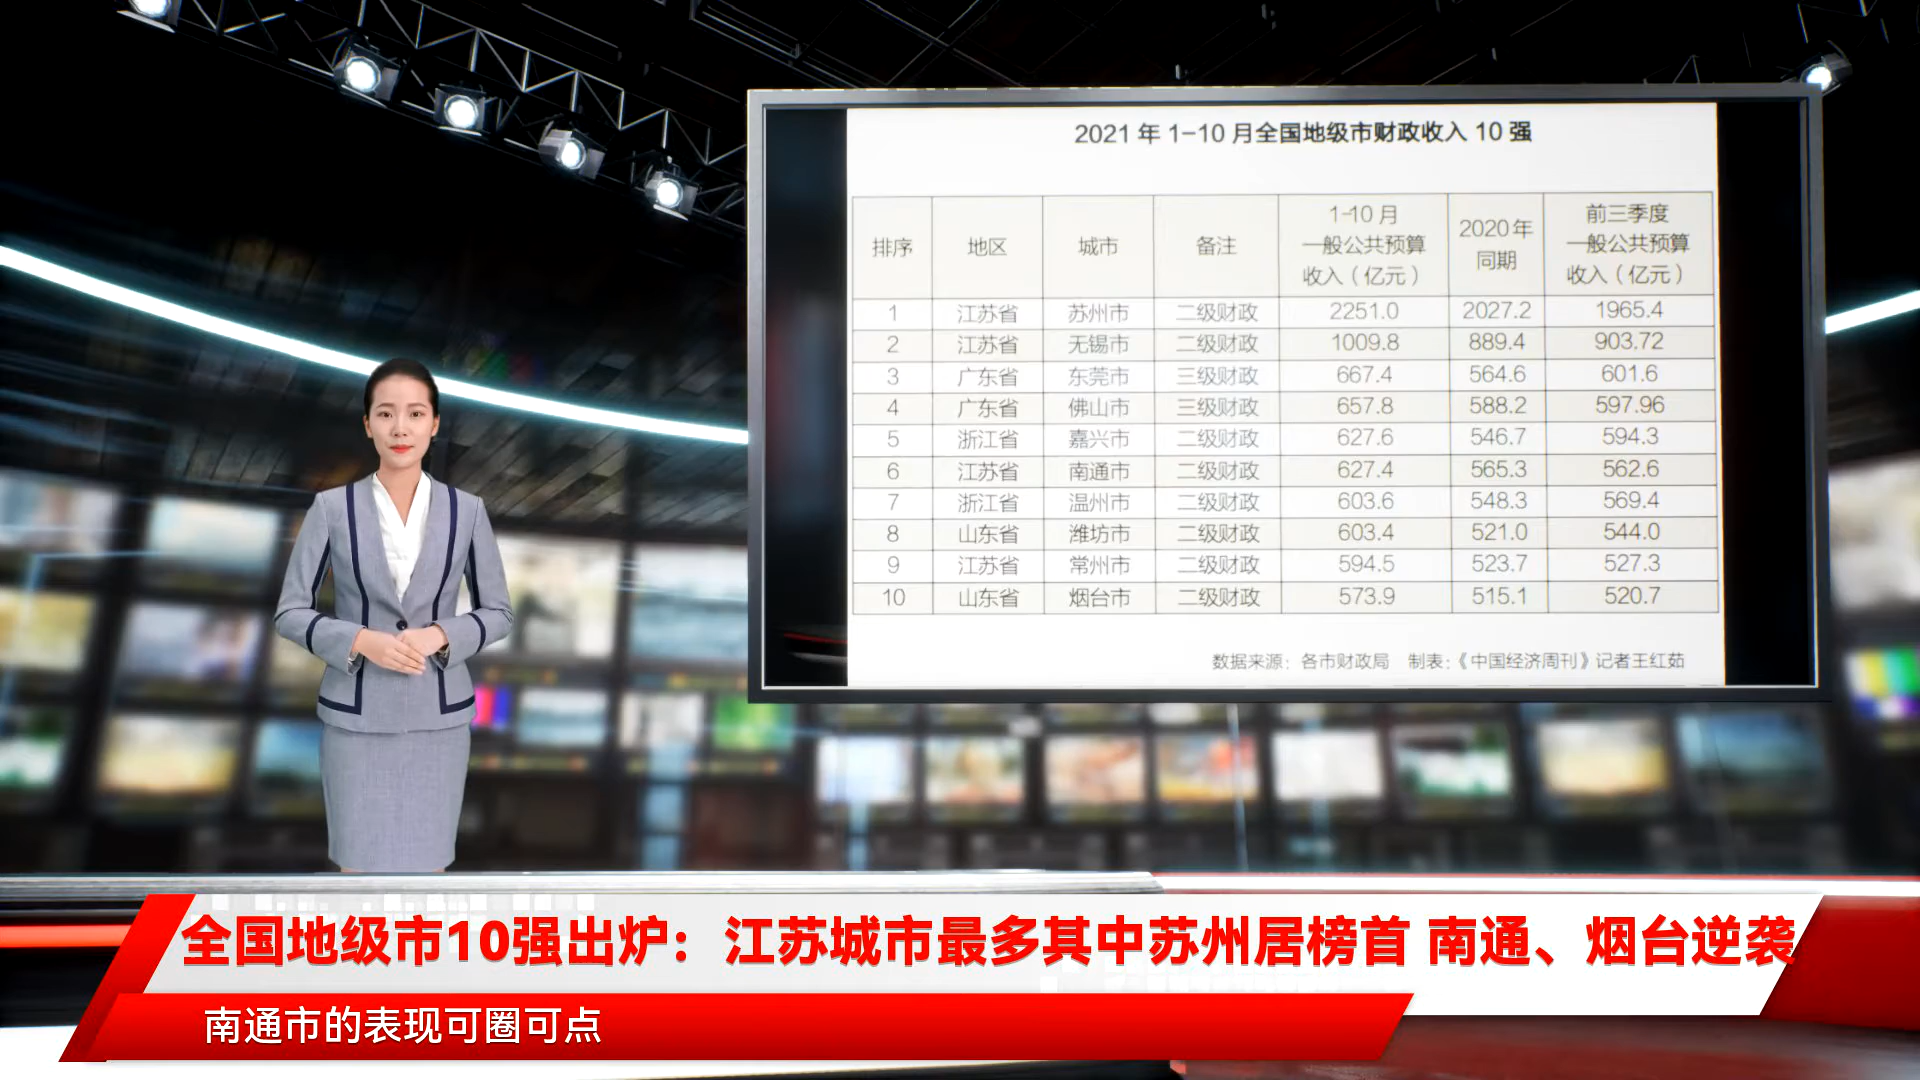 2021 年 1-10 月全国地级市财政收入 10 强
排序 地区 城市 备注 1-10 月一般公共预算收入（亿元） 2020 年同期 前三季度一般公共预算收入（亿元）
1 江苏省 苏州市 二级财政 2251.0 2027.2 1965.4
2 江苏省 无锡市 二级财政 1009.8 889.4 903.72
3 广东省 东莞市 三级财政 667.4 564.6 601.6
4 广东省 佛山市 三级财政 657.8 588.2 597.96
5 浙江省 嘉兴市 二级财政 627.6 546.7 594.3
6 江苏省 南通市 二级财政 627.4 565.3 562.6
7 浙江省 温州市 二级财政 603.6 548.3 569.4
8 山东省 潍坊市 二级财政 603.4 521.0 544.0
9 江苏省 常州市 二级财政 594.5 523.7 527.3
10 山东省 烟台市 二级财政 573.9 515.1 520.7
数据来源：各市财政局 制表：《中国经济周刊》记者王红茹
全国地级市10强出炉：江苏城市最多其中苏州居榜首 南通、烟台逆袭
南通市的表现可圈可点